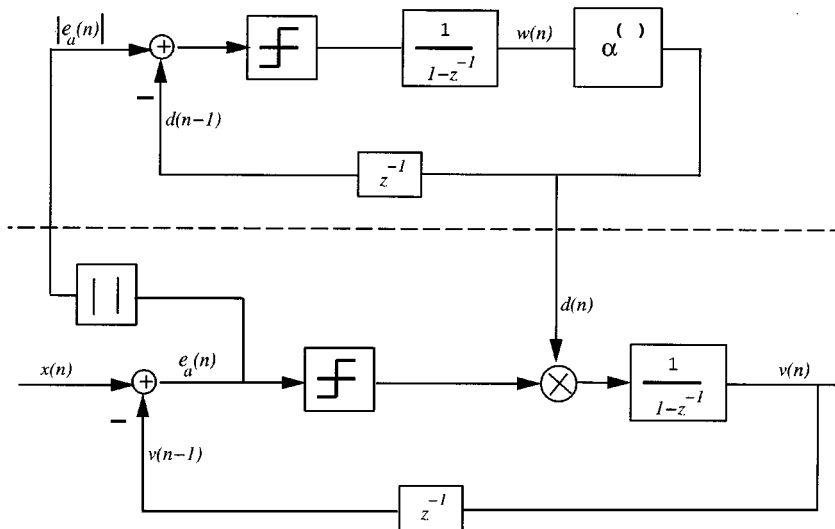 |e_a(n)|
+
−
d(n−1)
1
1−z^{−1}
w(n)
α^{( )}
z^{−1}
| |
d(n)
x(n)
+
−
e_a(n)
v(n−1)
×
1
1−z^{−1}
v(n)
z^{−1}